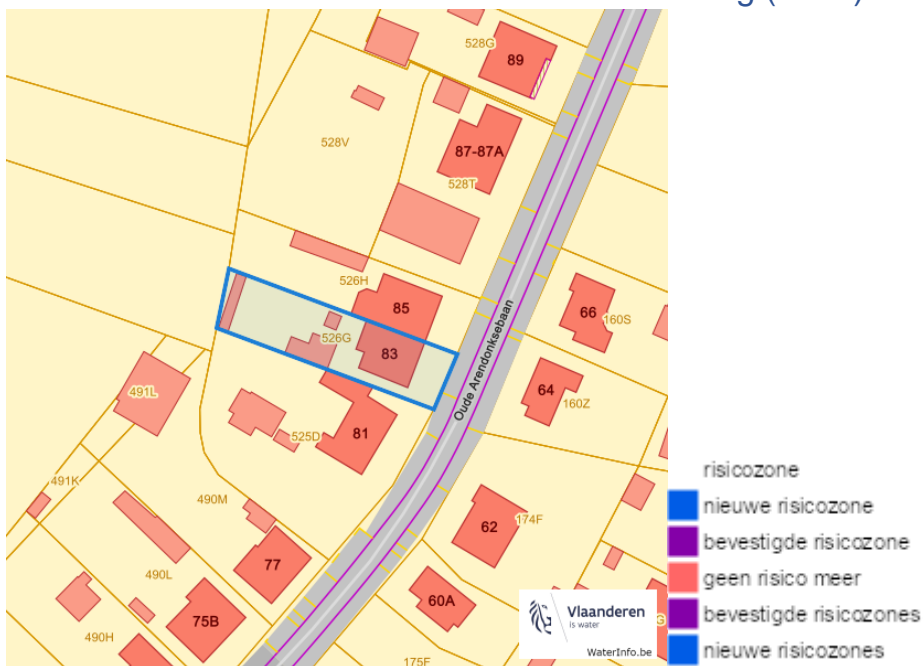 528G
89
528V
87-87A
528T
526H
85
66
160S
526G
83
Oude Arendonksebaan
64
160Z
491L
525D
81
491K
490M
62
174F
77
490L
60A
75B
490H
175F
Vlaanderen
is water
WaterInfo.be
risicozone
nieuwe risicozone
bevestigde risicozone
geen risico meer
bevestigde risicozones
nieuwe risicozones